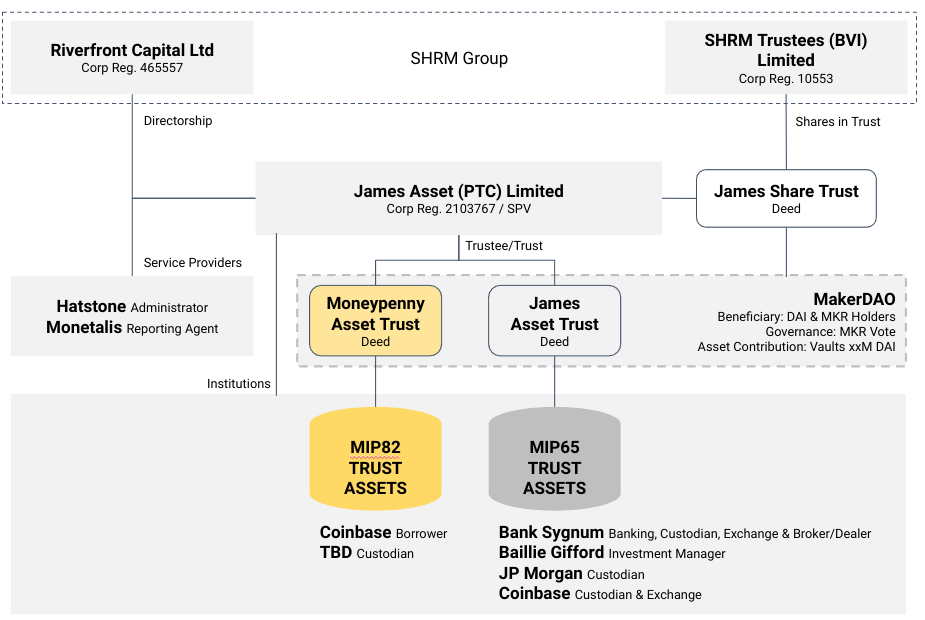 Riverfront Capital Ltd
Corp Reg. 465557
SHRM Group
SHRM Trustees (BVI)
Limited
Corp Reg. 10553
Directorship
Shares in Trust
James Asset (PTC) Limited
Corp Reg. 2103767 / SPV
James Share Trust
Deed
Trustee/Trust
Service Providers
Hatstone Administrator
Monetalis Reporting Agent
Moneypenny
Asset Trust
Deed
James
Asset Trust
Deed
MakerDAO
Beneficiary: DAI & MKR Holders
Governance: MKR Vote
Asset Contribution: Vaults xxM DAI
Institutions
MIP82
TRUST
ASSETS
MIP65
TRUST
ASSETS
Coinbase Borrower
TBD Custodian
Bank Sygnum Banking, Custodian, Exchange & Broker/Dealer
Baillie Gifford Investment Manager
JP Morgan Custodian
Coinbase Custodian & Exchange